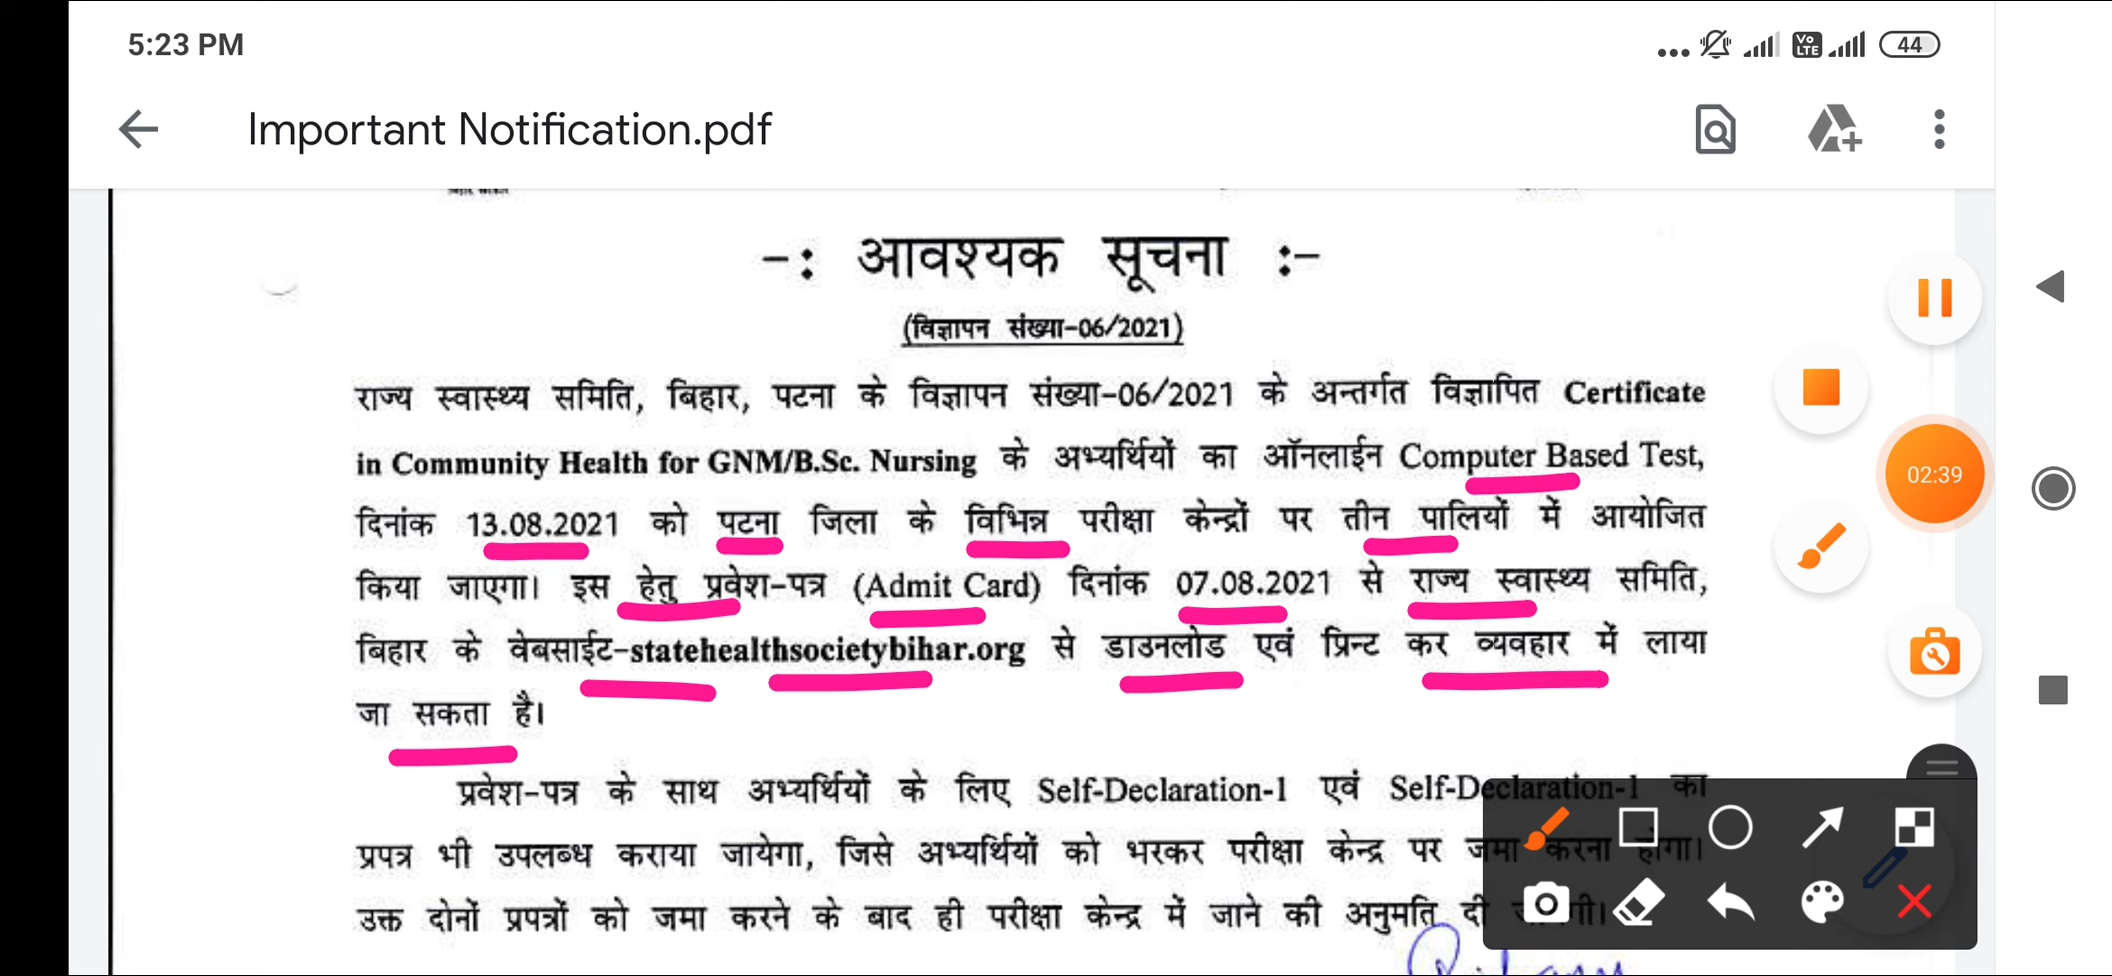 5:23 PM
Vo LTE 44
Important Notification.pdf
-: आवश्यक सूचना :-
(विज्ञापन संख्या-06/2021)
राज्य स्वास्थ्य समिति, बिहार, पटना के विज्ञापन संख्या-06/2021 के अन्तर्गत विज्ञापित Certificate
in Community Health for GNM/B.Sc. Nursing के अभ्यर्थियों का ऑनलाईन Computer Based Test,
दिनांक 13.08.2021 को पटना जिला के विभिन्न परीक्षा केन्द्रों पर तीन पालियों में आयोजित
किया जाएगा। इस हेतु प्रवेश-पत्र (Admit Card) दिनांक 07.08.2021 से राज्य स्वास्थ्य समिति,
बिहार के वेबसाईट-statehealthsocietybihar.org से डाउनलोड एवं प्रिन्ट कर व्यवहार में लाया
जा सकता है।
02:39
प्रवेश-पत्र के साथ अभ्यर्थियों के लिए Self-Declaration-1 एवं Self-Declaration-1 का
प्रपत्र भी उपलब्ध कराया जायेगा, जिसे अभ्यर्थियों को भरकर परीक्षा केन्द्र पर जमा करना होगा।
उक्त दोनों प्रपत्रों को जमा करने के बाद ही परीक्षा केन्द्र में जाने की अनुमति दी